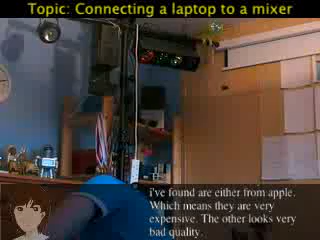 Topic: Connecting a laptop to a mixer
i've found are either from apple.
Which means they are very
expensive. The other looks very
bad quality.